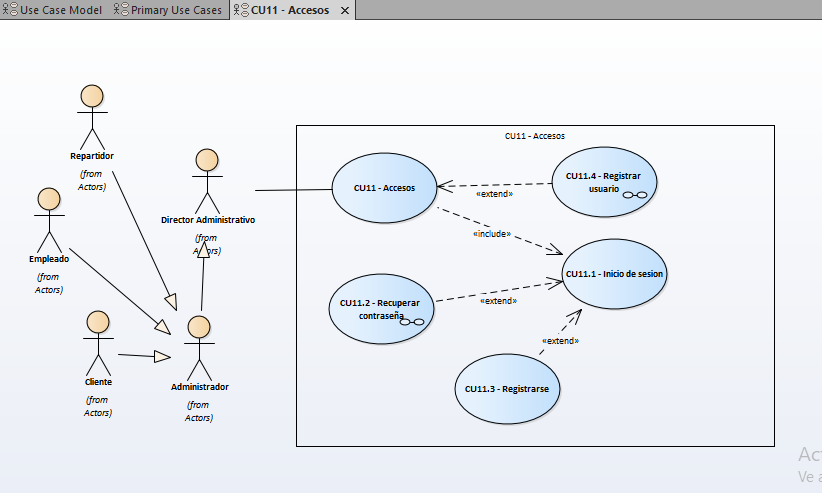 Use Case Model
Primary Use Cases
CU11 - Accesos
CU11 - Accesos
Repartidor
(from
Actors)
Director Administrativo
(from
Actors)
Empleado
(from
Actors)
Cliente
(from
Actors)
Administrador
(from
Actors)
CU11 - Accesos
CU11.4 - Registrar
usuario
«extend»
«include»
CU11.1 - Inicio de sesion
CU11.2 - Recuperar
contraseña
«extend»
«extend»
CU11.3 - Registrarse
Ve a